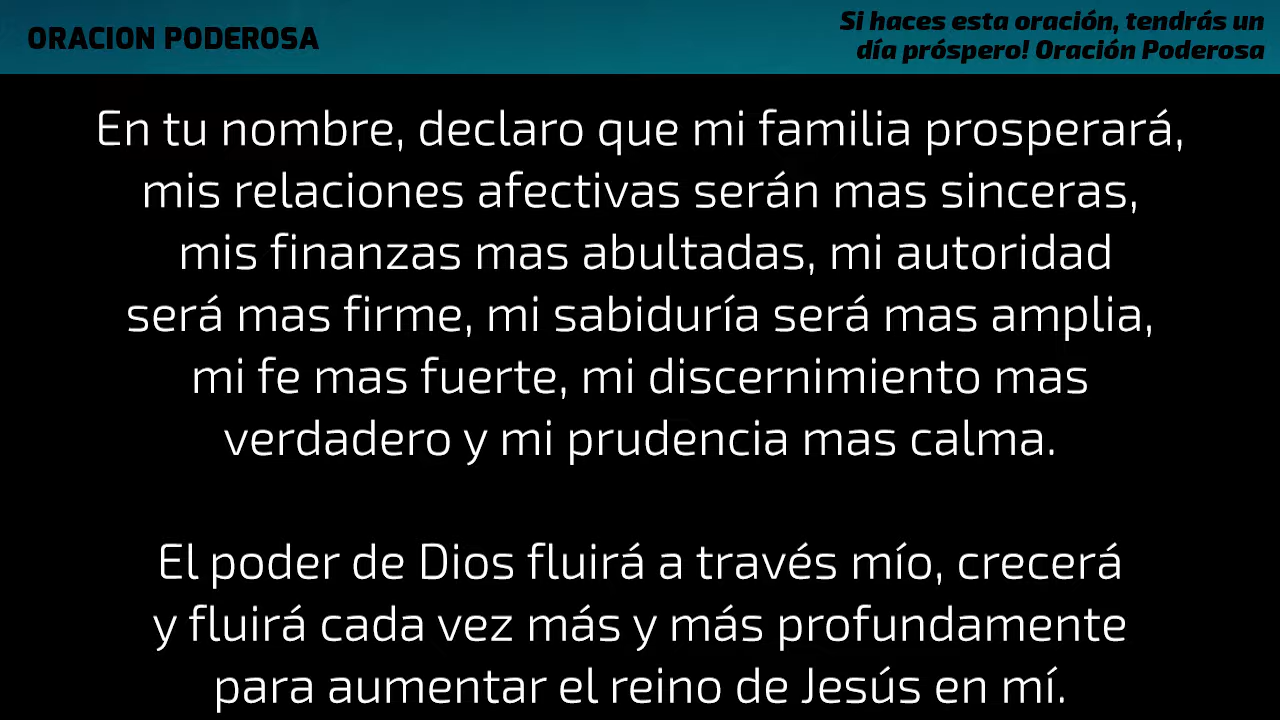 ORACION PODEROSA
Si haces esta oración, tendrás un
día próspero! Oración Poderosa
En tu nombre, declaro que mi familia prosperará,
mis relaciones afectivas serán mas sinceras,
mis finanzas mas abultadas, mi autoridad
será mas firme, mi sabiduría será mas amplia,
mi fe mas fuerte, mi discernimiento mas
verdadero y mi prudencia mas calma.
El poder de Dios fluirá a través mío, crecerá
y fluirá cada vez más y más profundamente
para aumentar el reino de Jesús en mí.